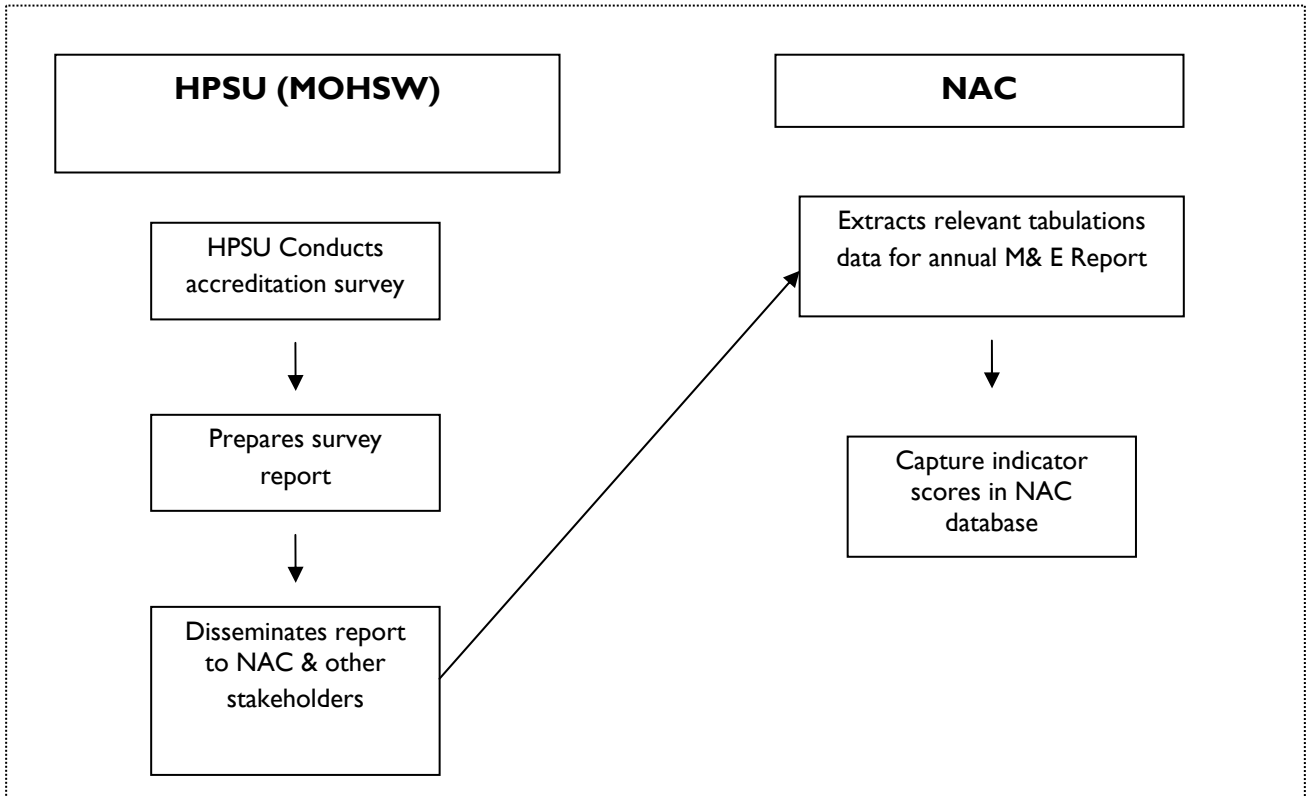 HPSU (MOHSW)
HPSU Conducts
accreditation survey
Prepares survey
report
Disseminates report
to NAC & other
stakeholders
NAC
Extracts relevant tabulations
data for annual M& E Report
Capture indicator
scores in NAC
database